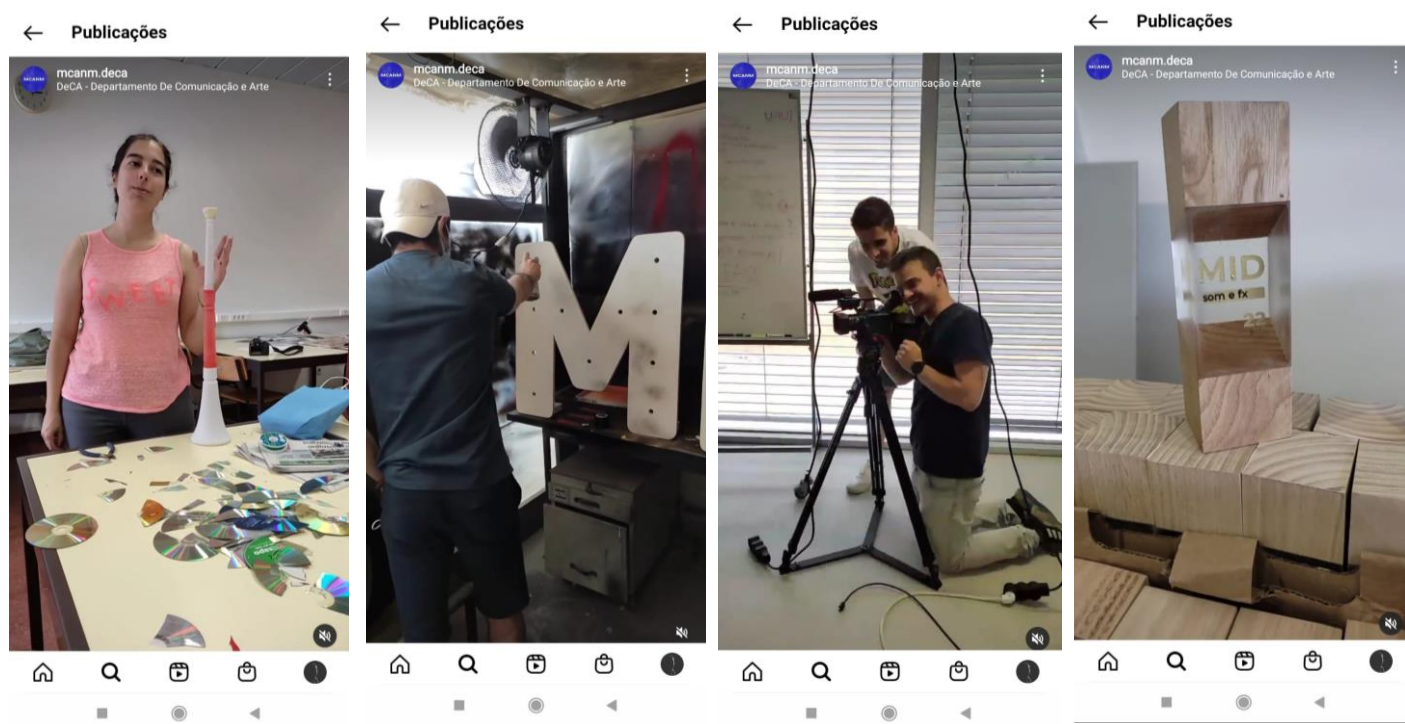 Publicações
mcanm.deca
DeCA - Departamento De Comunicação e Arte
SWEET
Publicações
mcanm.deca
DeCA - Departamento De Comunicação e Arte
M
Publicações
mcanm.deca
DeCA - Departamento De Comunicação e Arte
Publicações
mcanm.deca
DeCA - Departamento De Comunicação e Arte
MID
som e fx
22